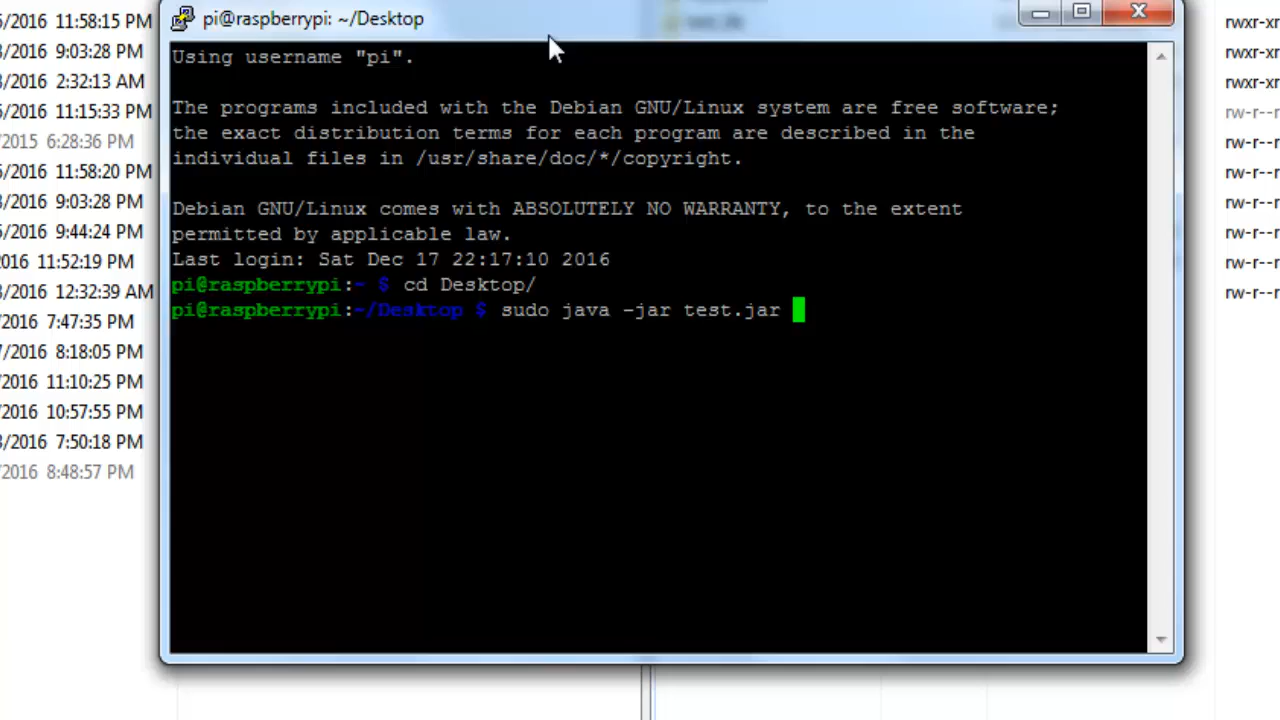 pi@raspberrypi: ~/Desktop
Using username "pi".
The programs included with the Debian GNU/Linux system are free software;
the exact distribution terms for each program are described in the
individual files in /usr/share/doc/*/copyright.
Debian GNU/Linux comes with ABSOLUTELY NO WARRANTY, to the extent
permitted by applicable law.
Last login: Sat Dec 17 22:17:10 2016
pi@raspberrypi:~ $ cd Desktop/
pi@raspberrypi:~/Desktop $ sudo java -jar test.jar
/2016 11:58:15 PM
/2016 9:03:28 PM
/2016 2:32:13 AM
/2016 11:15:33 PM
/2015 6:28:36 PM
/2016 11:58:20 PM
/2016 9:03:28 PM
/2016 9:44:24 PM
2016 11:52:19 PM
/2016 12:32:39 AM
/2016 7:47:35 PM
/2016 8:18:05 PM
/2016 11:10:25 PM
/2016 10:57:55 PM
/2016 7:50:18 PM
/2016 8:48:57 PM
rwxr-xr
rwxr-xr
rwxr-xr
rw-r--r
rw-r--r
rw-r--r
rw-r--r
rw-r--r
rw-r--r
rw-r--r